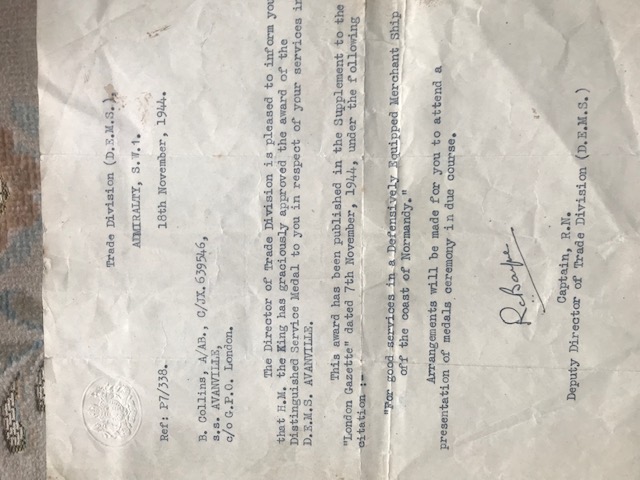 Trade Division (D.E.M.S.),
ADMIRALTY, S.W.1.
18th November, 1944.
Ref: P7/338.
B. Collins, A/AB., C/JX.639546,
s.s. AVANVILLE,
c/o G.P.O. London.
The Director of Trade Division is pleased to inform you
that H.M. the King has graciously approved the award of the
Distinguished Service Medal to you in respect of your services in
D.E.M.S. AVANVILLE.
This award has been published in the Supplement to the
"London Gazette" dated 7th November, 1944, under the following
citation :-
"For good services in a Defensively Equipped Merchant Ship
off the coast of Normandy."
Arrangements will be made for you to attend a
presentation of medals ceremony in due course.
Captain, R.N.
Deputy Director of Trade Division (D.E.M.S.)